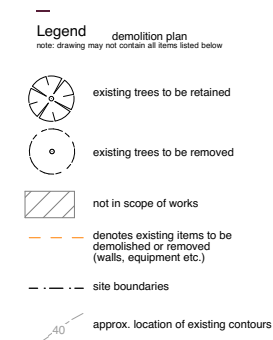 Legend demolition plan
note: drawing may not contain all items listed below
existing trees to be retained
existing trees to be removed
not in scope of works
denotes existing items to be
demolished or removed
(walls, equipment etc.)
site boundaries
approx. location of existing contours
40